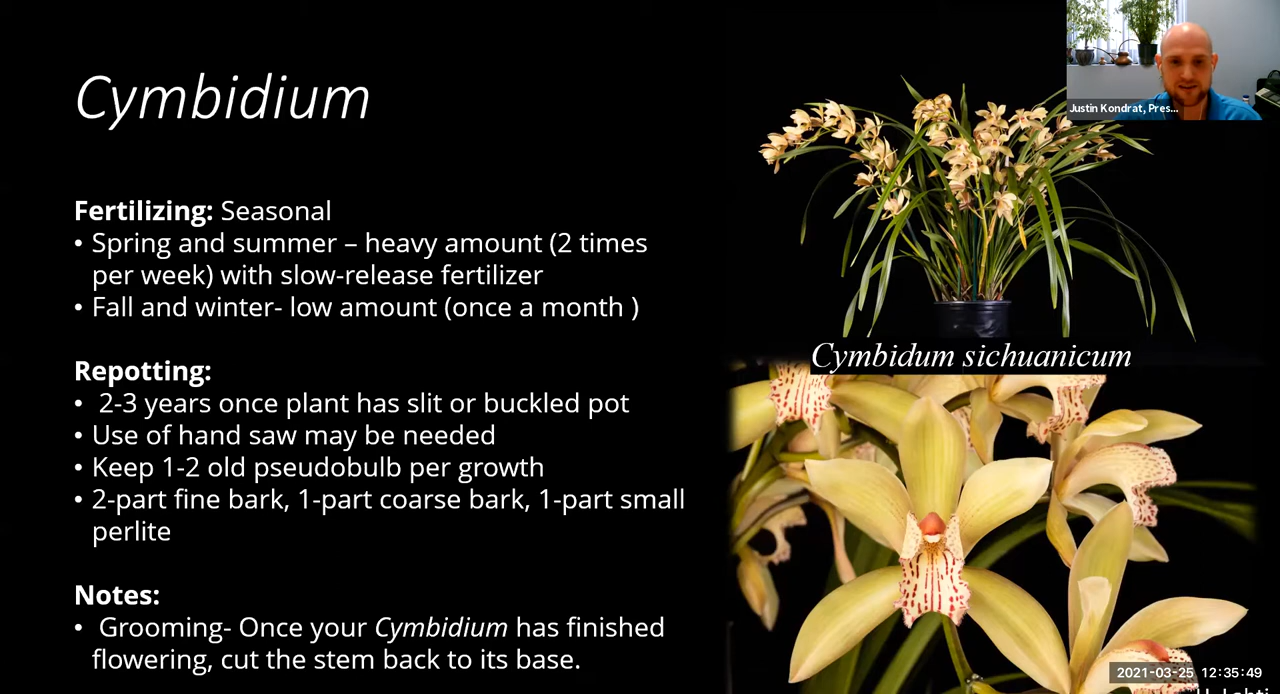 Cymbidium
Justin Kondrat, Pres...
Fertilizing: Seasonal
• Spring and summer – heavy amount (2 times
per week) with slow-release fertilizer
• Fall and winter- low amount (once a month )
Cymbidum sichuanicum
Repotting:
• 2-3 years once plant has slit or buckled pot
• Use of hand saw may be needed
• Keep 1-2 old pseudobulb per growth
• 2-part fine bark, 1-part coarse bark, 1-part small
perlite
Notes:
• Grooming- Once your Cymbidium has finished
flowering, cut the stem back to its base.
2021-03-25 12:35:49